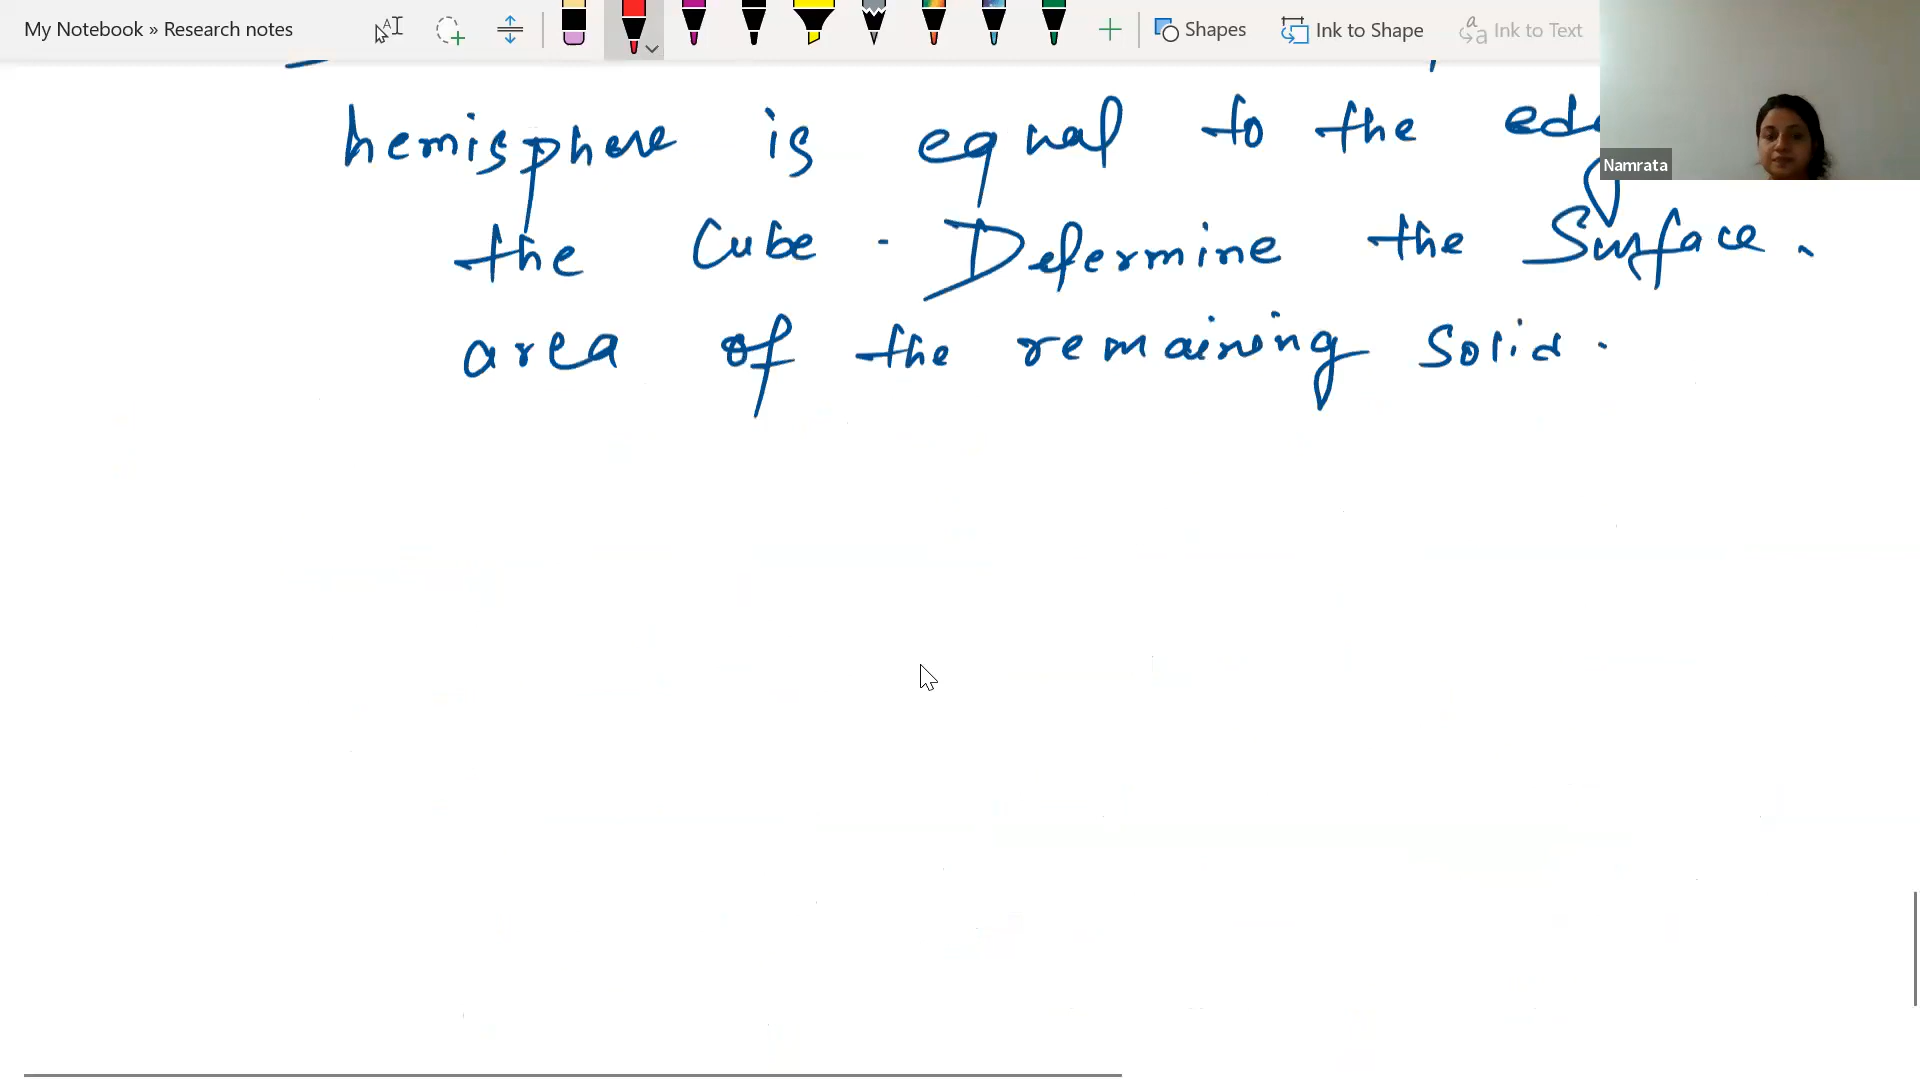 My Notebook » Research notes
Shapes
Ink to Shape
Ink to Text
Namrata
hemisphere is equal to the
the Cube. Determine the Surface
area of the remaining solid.